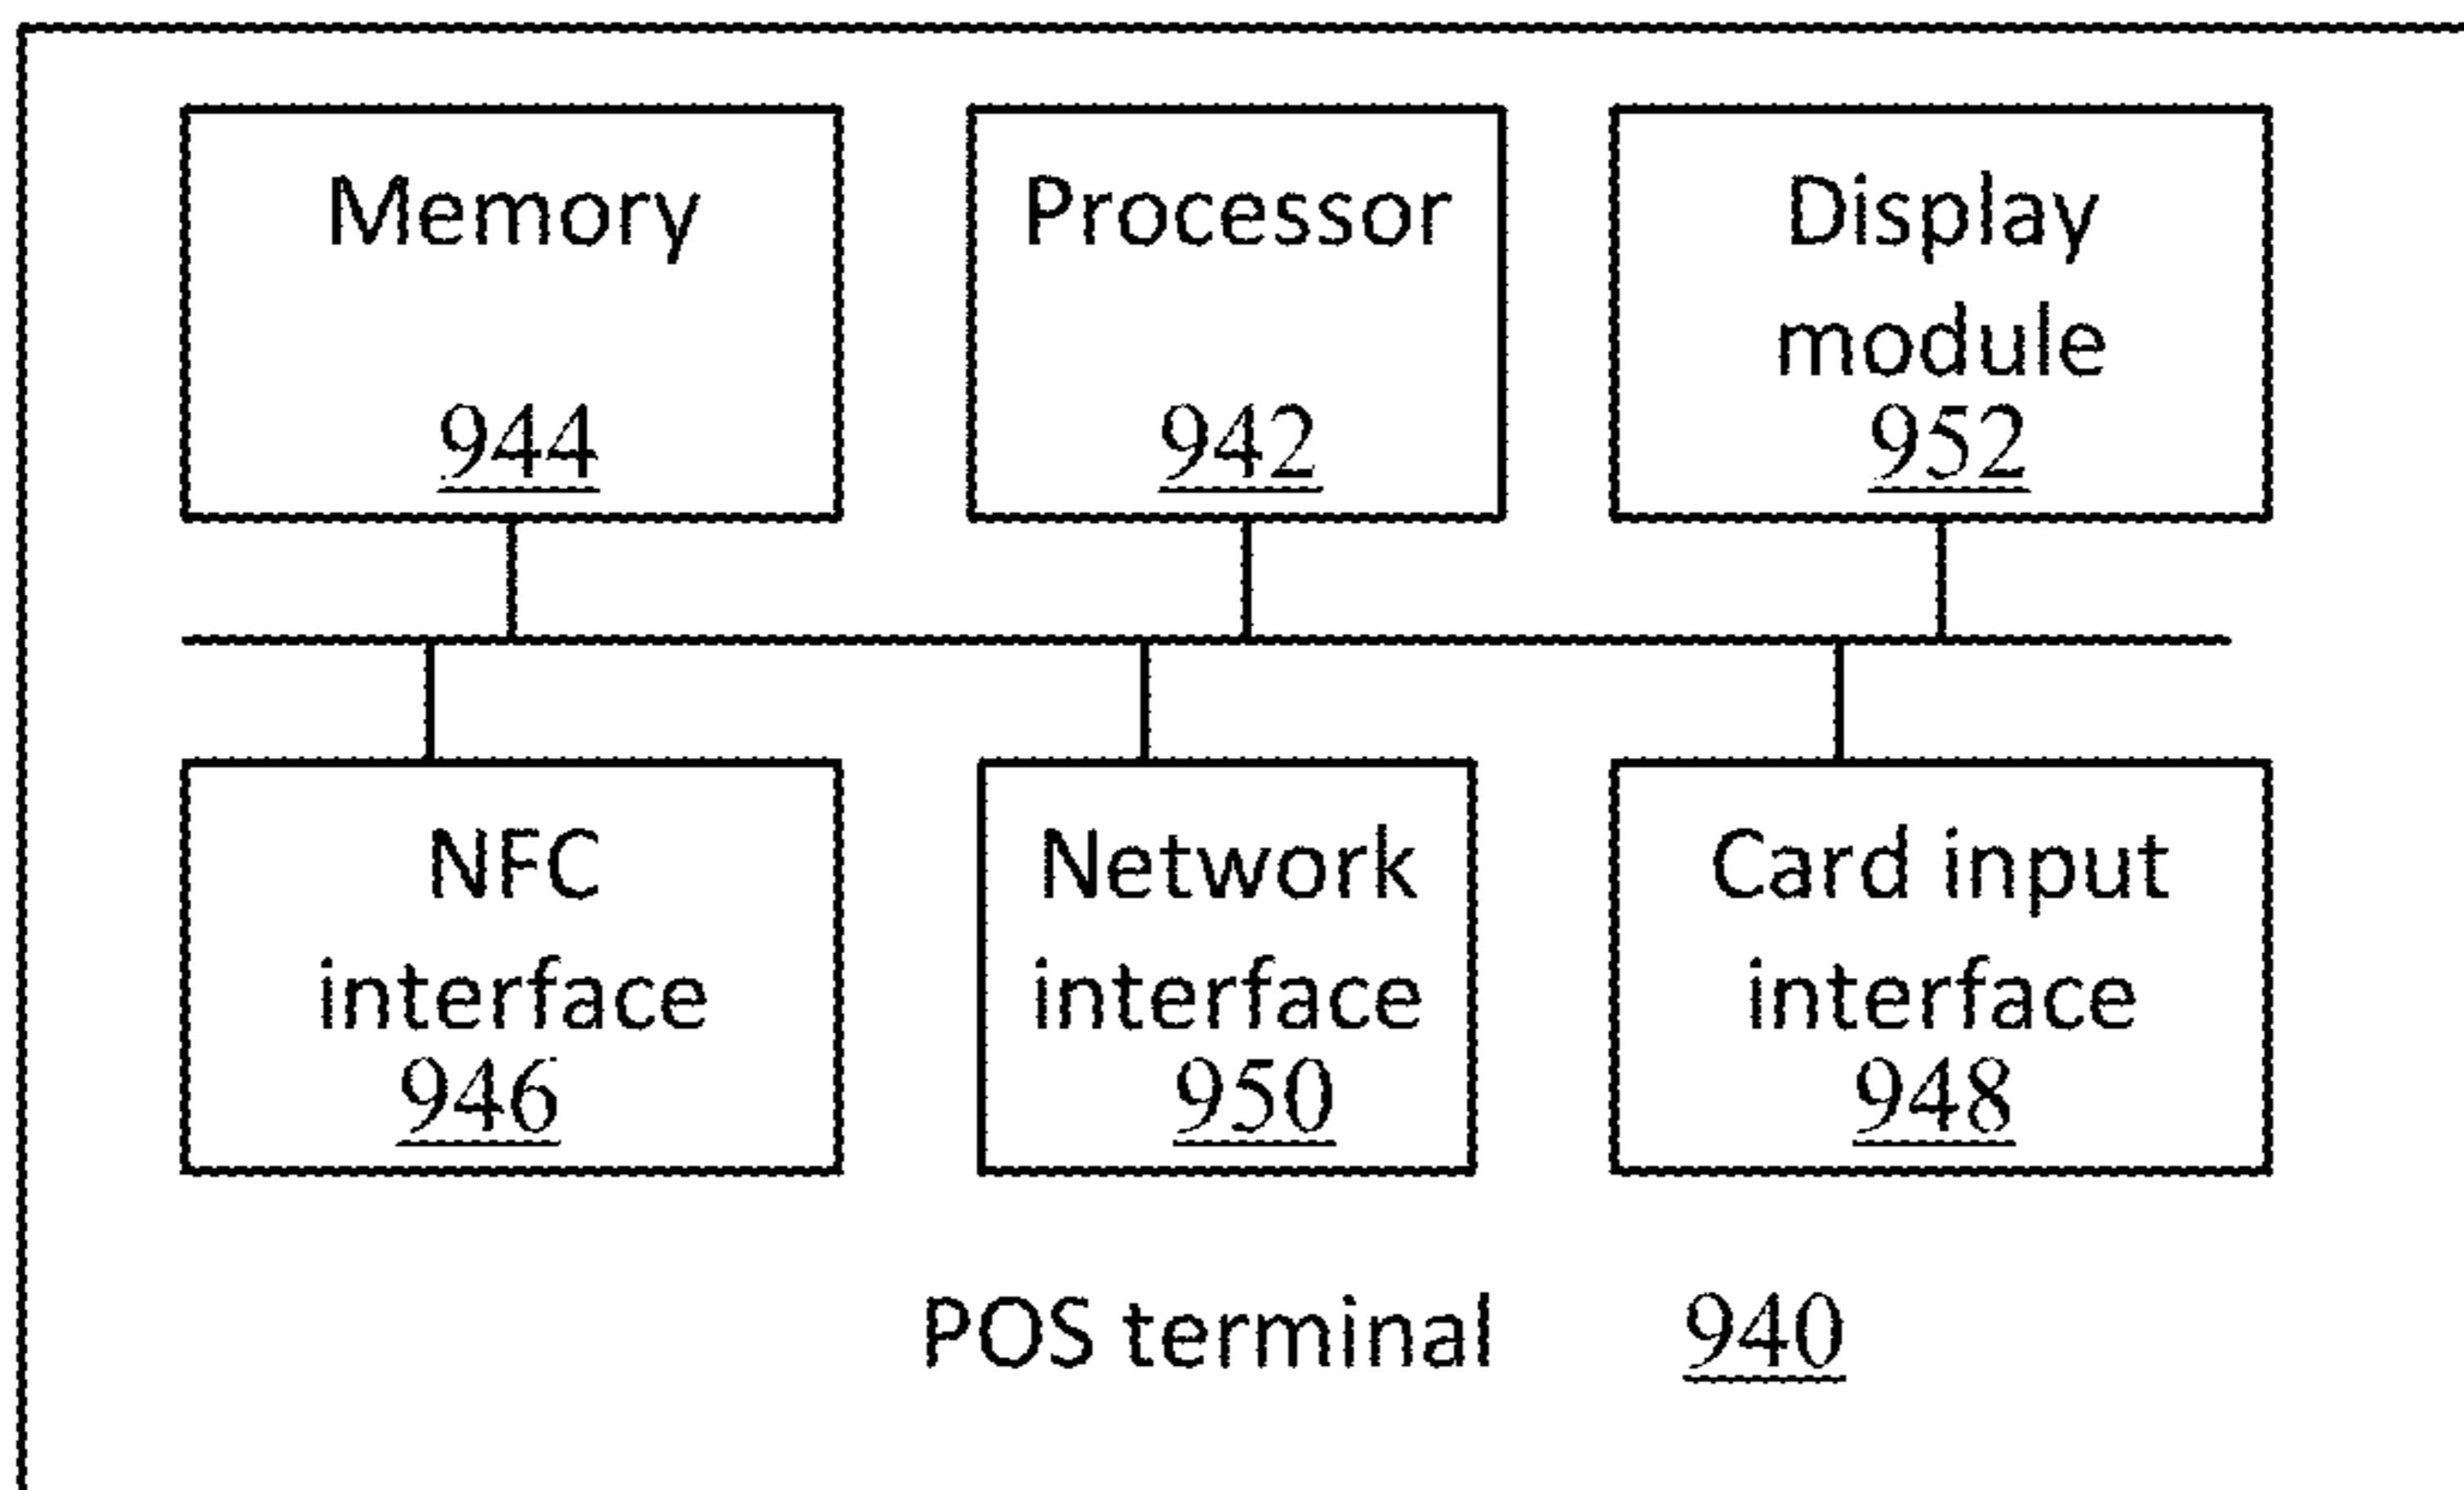 Memory
944
Processor
942
Display
module
952
NFC
interface
946
Network
interface
950
Card input
interface
948
POS terminal 940